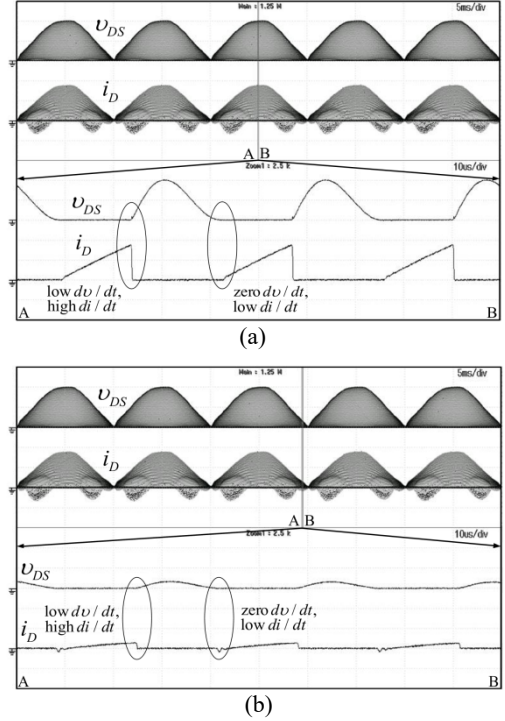 Main : 1.25 M 5ms/div
υDS
iD
A B
Zoom1 : 2.5 k 10us/div
υDS
iD
low dυ / dt, zero dυ / dt,
high di / dt low di / dt
A B
(a)
Main : 1.25 M 5ms/div
υDS
iD
A B
Zoom1 : 2.5 k 10us/div
υDS
low dυ / dt, zero dυ / dt,
high di / dt low di / dt
iD
A B
(b)